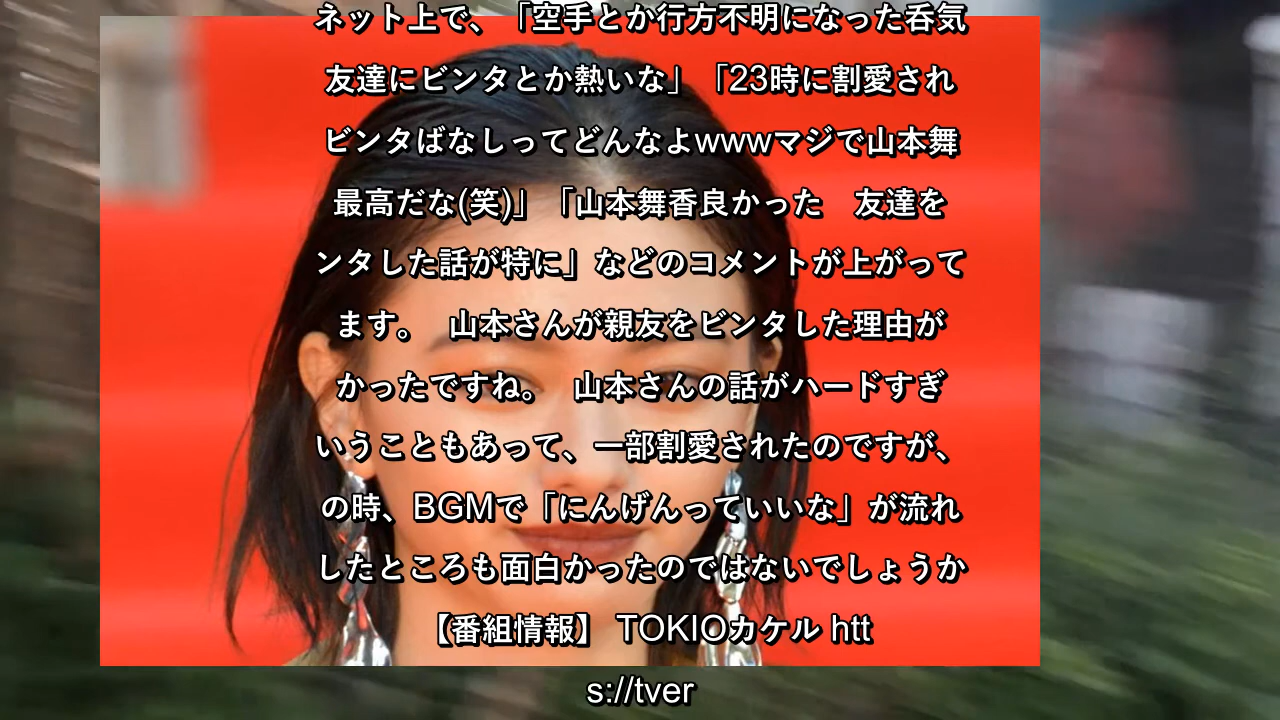 ネット上で、「空手とか行方不明になった呑気
友達にビンタとか熱いな」「23時に割愛され
ビンタばなしってどんなよwwwマジで山本舞
最高だな(笑)」「山本舞香良かった　友達を
ンタした話が特に」などのコメントが上がって
ます。　山本さんが親友をビンタした理由が
かったですね。　山本さんの話がハードすぎ
いうこともあって、一部割愛されたのですが、
の時、BGMで「にんげんっていいな」が流れ
したところも面白かったのではないでしょうか
【番組情報】 TOKIOカケル htt
s://tver